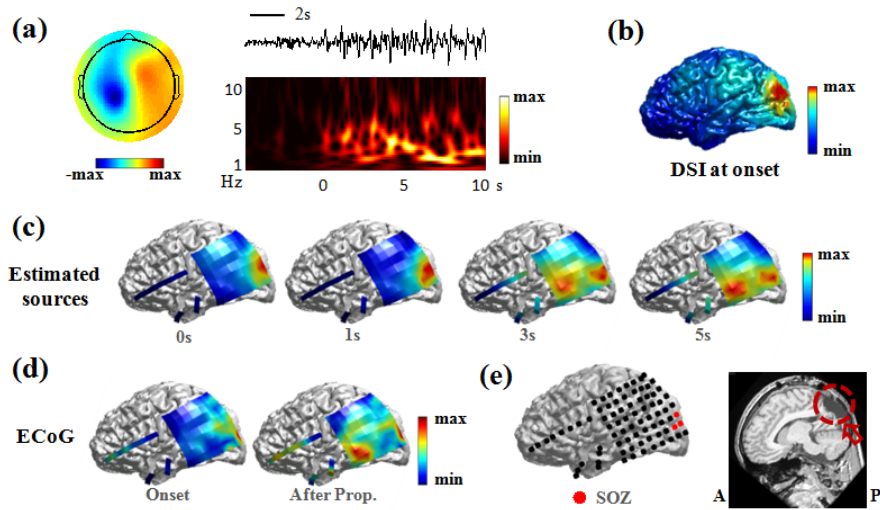 (a)
2s
10
5
1
Hz
0
5
10 s
max
min
-max
max
(b)
max
min
DSI at onset
(c)
Estimated
sources
0s
1s
3s
5s
max
min
(d)
ECoG
Onset
After Prop.
max
min
(e)
SOZ
A
P